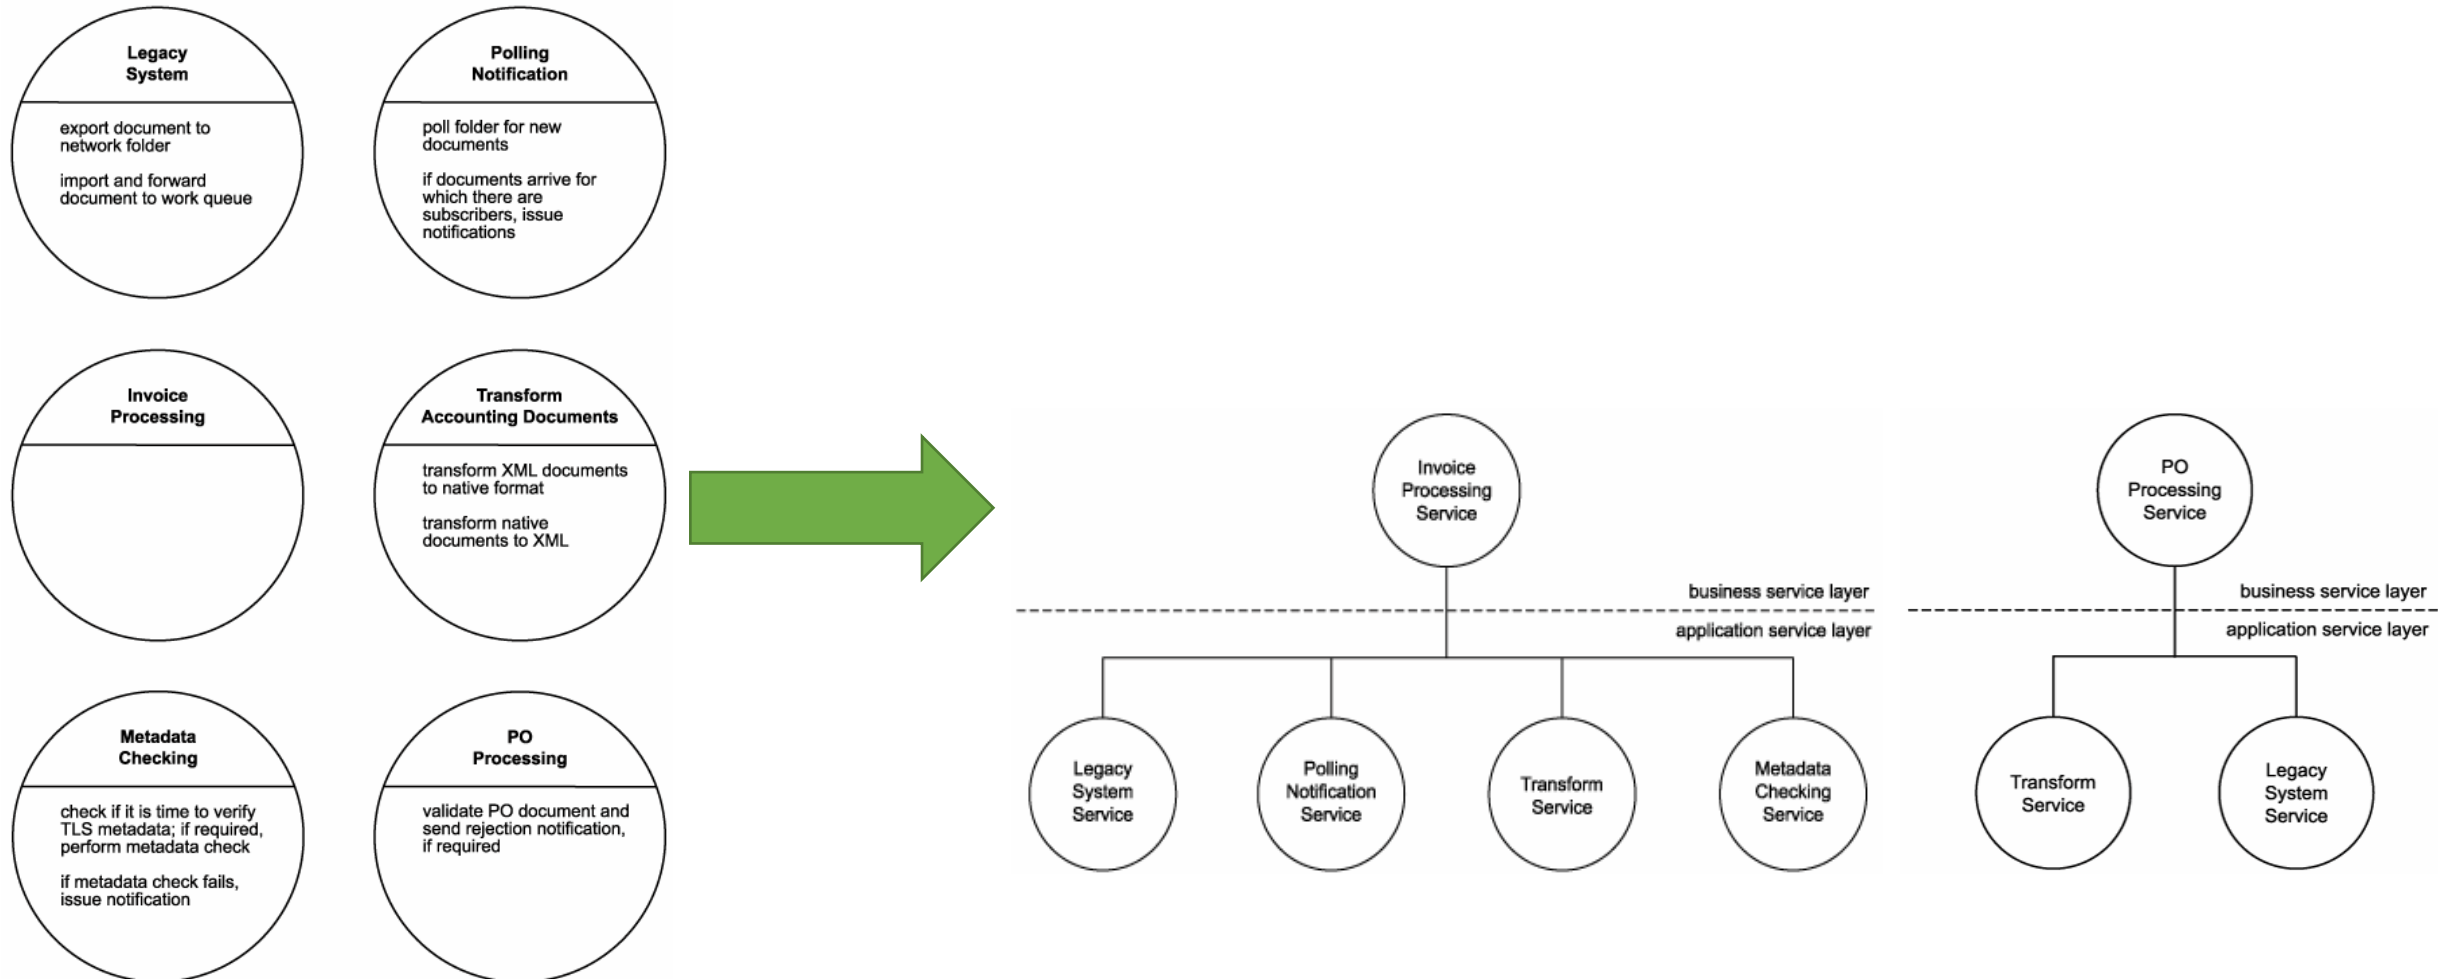 Legacy
System
export document to
network folder
import and forward
document to work queue
Polling
Notification
poll folder for new
documents
if documents arrive for
which there are
subscribers, issue
notifications
Invoice
Processing
Transform
Accounting Documents
transform XML documents
to native format
transform native
documents to XML
Metadata
Checking
check if it is time to verify
TLS metadata; if required,
perform metadata check
if metadata check fails,
issue notification
PO
Processing
validate PO document and
send rejection notification,
if required
Invoice
Processing
Service
business service layer
application service layer
Legacy
System
Service
Polling
Notification
Service
Transform
Service
Metadata
Checking
Service
PO
Processing
Service
business service layer
application service layer
Transform
Service
Legacy
System
Service